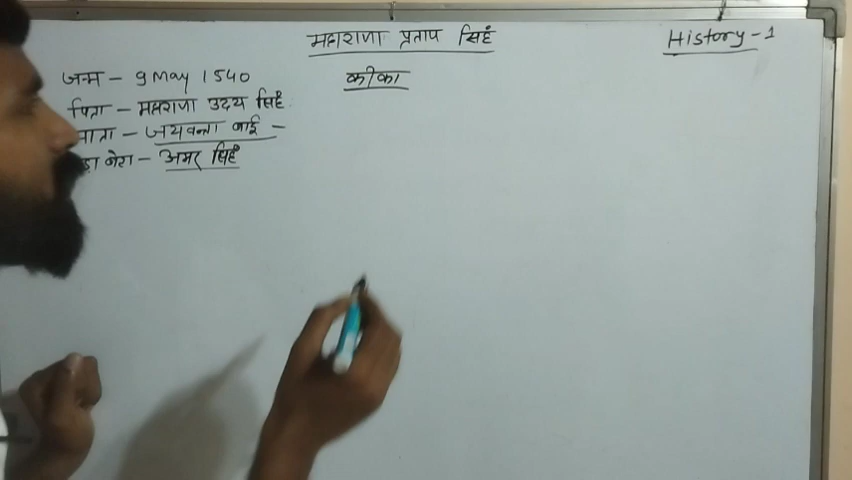 महाराणा प्रताप सिहं
History-1
कीका
जन्म - 9 May 1540
पिता - महाराणा उदय सिहं
माता - जयवन्ता बाई -
बेटा - अमर सिहं